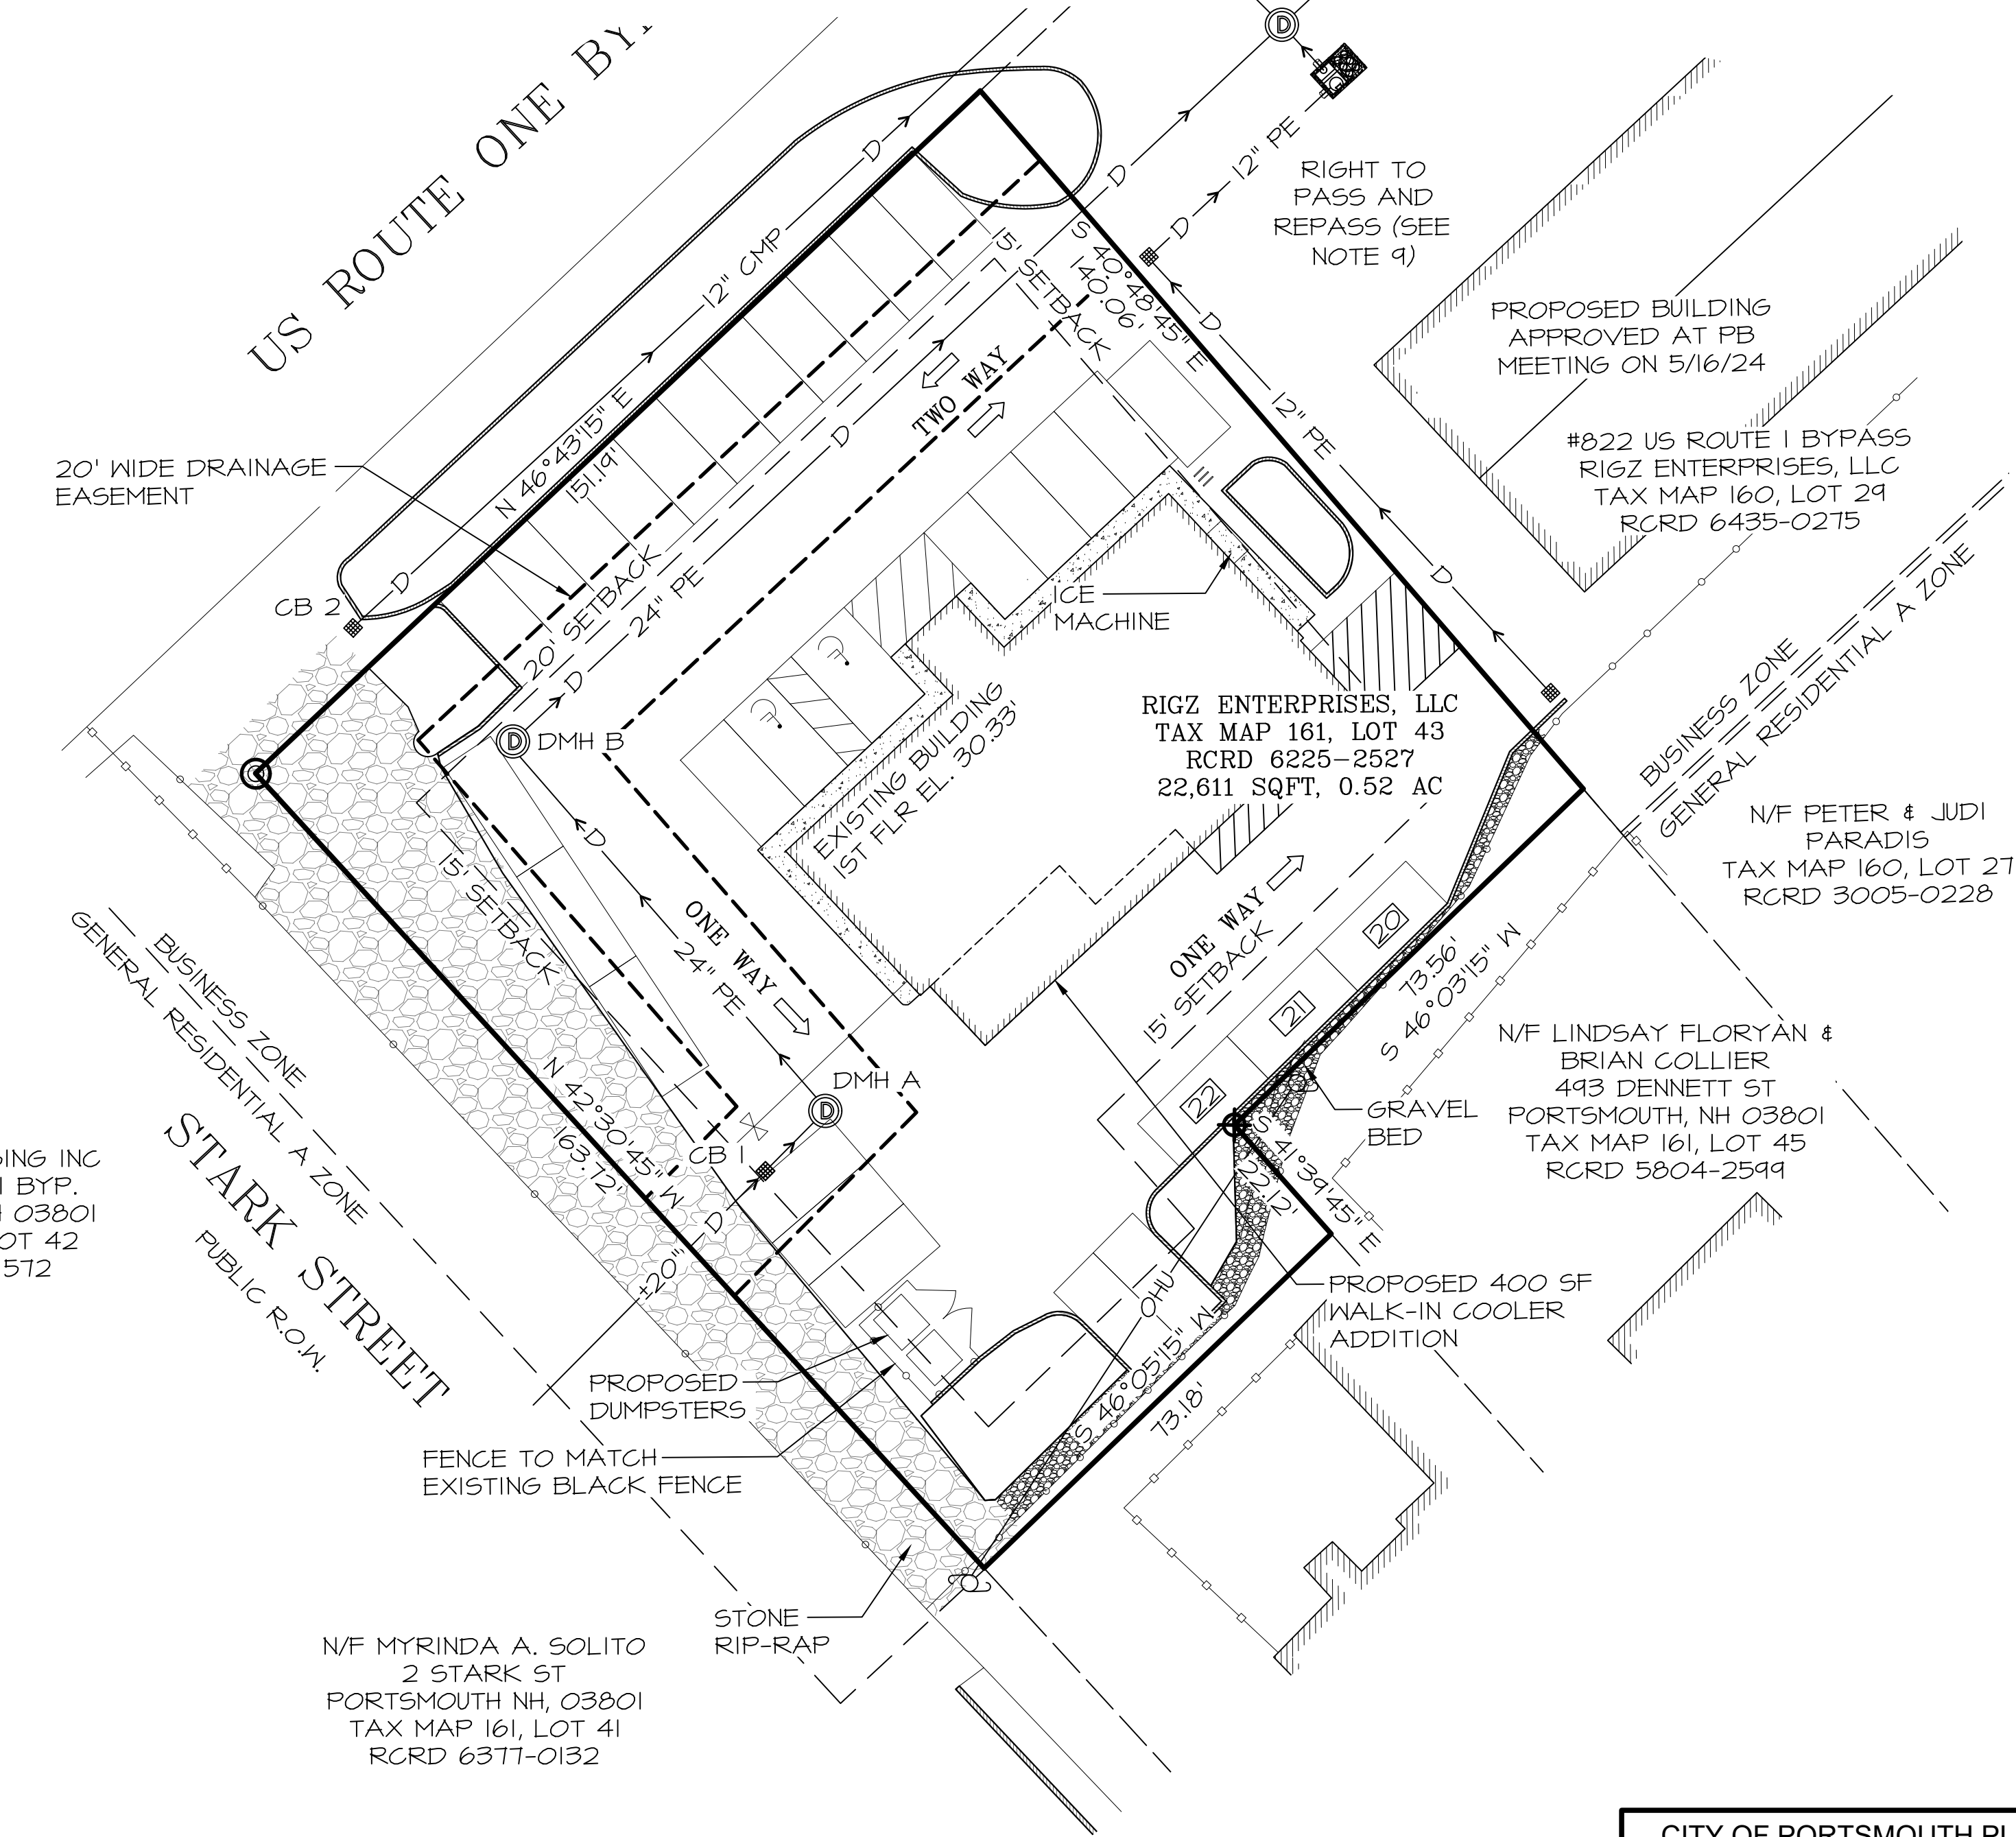 US ROUTE ONE
D
12" PE
RIGHT TO
PASS AND
REPASS (SEE
NOTE 9)
D
D
D
12" CMP
D
N 46°43'15" E
151.19'
15' SETBACK
S 40°48'45" E
140.06'
D
12" PE
D
PROPOSED BUILDING
APPROVED AT PB
MEETING ON 5/16/24
#822 US ROUTE 1 BYPASS
RIGZ ENTERPRISES, LLC
TAX MAP 160, LOT 29
RCRD 6435-0275
TWO WAY
D
20' WIDE DRAINAGE
EASEMENT
CB 2
D
20' SETBACK
24" PE
D
D
DMH B
ICE
MACHINE
EXISTING BUILDING
1ST FLR EL. 30.33'
RIGZ ENTERPRISES, LLC
TAX MAP 161, LOT 43
RCRD 6225-2527
22,611 SQFT, 0.52 AC
BUSINESS ZONE
GENERAL RESIDENTIAL A ZONE
N/F PETER & JUDI
PARADIS
TAX MAP 160, LOT 27
RCRD 3005-0228
15' SETBACK
D
24" PE
ONE WAY
ONE WAY
15' SETBACK
20
21
22
73.56'
S 46°03'15" W
BUSINESS ZONE
GENERAL RESIDENTIAL A ZONE
STARK STREET
PUBLIC R.O.W.
N 42°30'45" W
163.72'
DMH A
D
CB 1
D
±20'
N/F LINDSAY FLORYAN &
BRIAN COLLIER
493 DENNETT ST
PORTSMOUTH, NH 03801
TAX MAP 161, LOT 45
RCRD 5804-2599
GRAVEL
BED
S 41°39'45" E
22.12'
OHU
PROPOSED 400 SF
WALK-IN COOLER
ADDITION
S 46°05'15" W
73.18'
ING INC
1 BYP.
03801
OT 42
572
PROPOSED
DUMPSTERS
FENCE TO MATCH
EXISTING BLACK FENCE
STONE
RIP-RAP
N/F MYRINDA A. SOLITO
2 STARK ST
PORTSMOUTH NH, 03801
TAX MAP 161, LOT 41
RCRD 6377-0132
CITY OF PORTSMOUTH